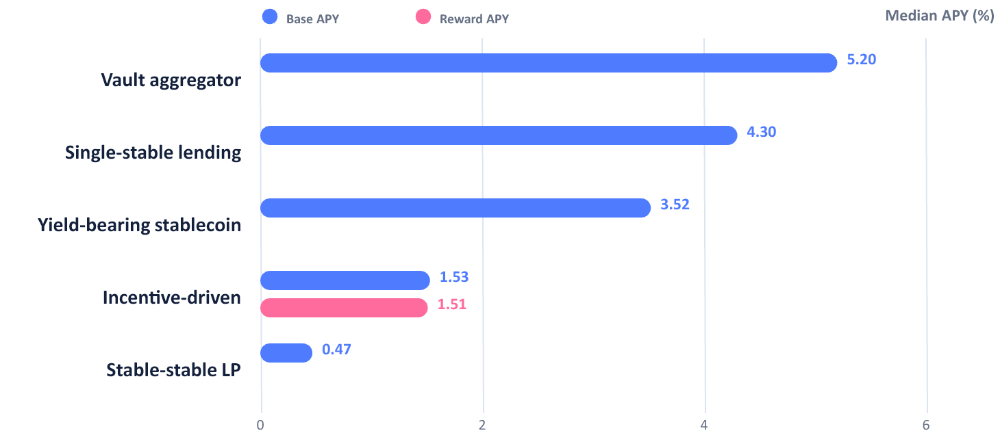 Base APY Reward APY Median APY (%)
Vault aggregator 5.20
Single-stable lending 4.30
Yield-bearing stablecoin 3.52
Incentive-driven 1.53
1.51
Stable-stable LP 0.47
0 2 4 6